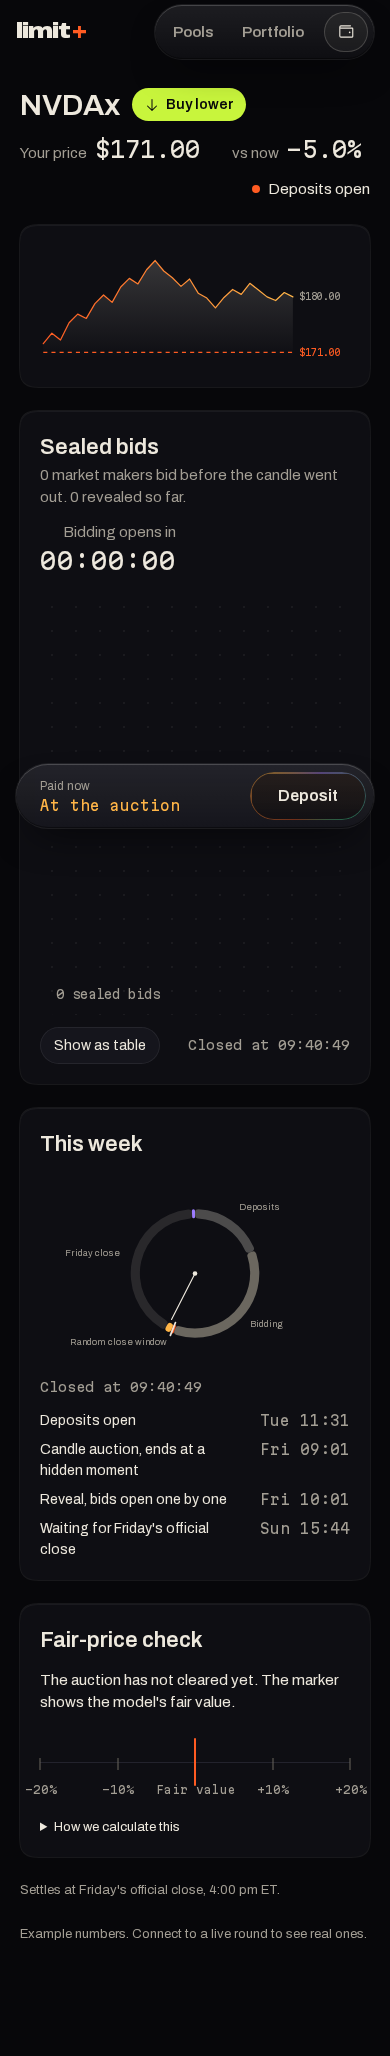 limit+
Pools Portfolio
NVDAx Buy lower
Your price $171.00 vs now −5.0%
Deposits open
$180.00
$171.00
Sealed bids
0 market makers bid before the candle went
out. 0 revealed so far.
Bidding opens in
00:00:00
Paid now
At the auction
Deposit
0 sealed bids
Show as table Closed at 09:40:49
This week
Deposits
Friday close
Bidding
Random close window
Closed at 09:40:49
Deposits open Tue 11:31
Candle auction, ends at a Fri 09:01
hidden moment
Reveal, bids open one by one Fri 10:01
Waiting for Friday's official Sun 15:44
close
Fair-price check
The auction has not cleared yet. The marker
shows the model's fair value.
−20% −10% Fair value +10% +20%
How we calculate this
Settles at Friday's official close, 4:00 pm ET.
Example numbers. Connect to a live round to see real ones.